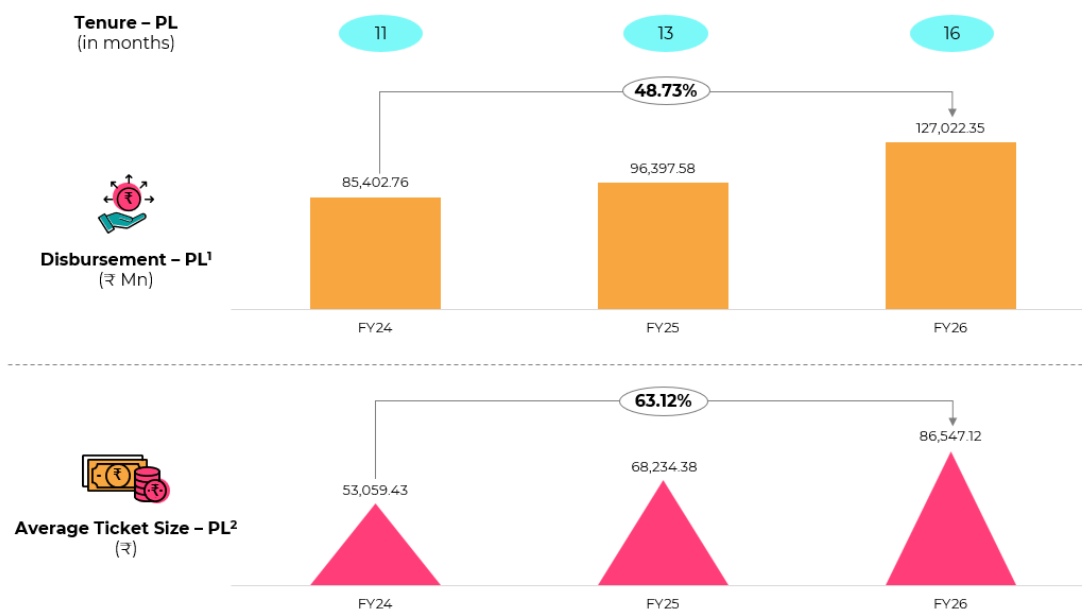 Tenure – PL
(in months)
11
13
16
48.73%
85,402.76
96,397.58
127,022.35
₹
Disbursement – PL¹
(₹ Mn)
FY24
FY25
FY26
63.12%
53,059.43
68,234.38
86,547.12
₹
₹
Average Ticket Size – PL²
(₹)
FY24
FY25
FY26